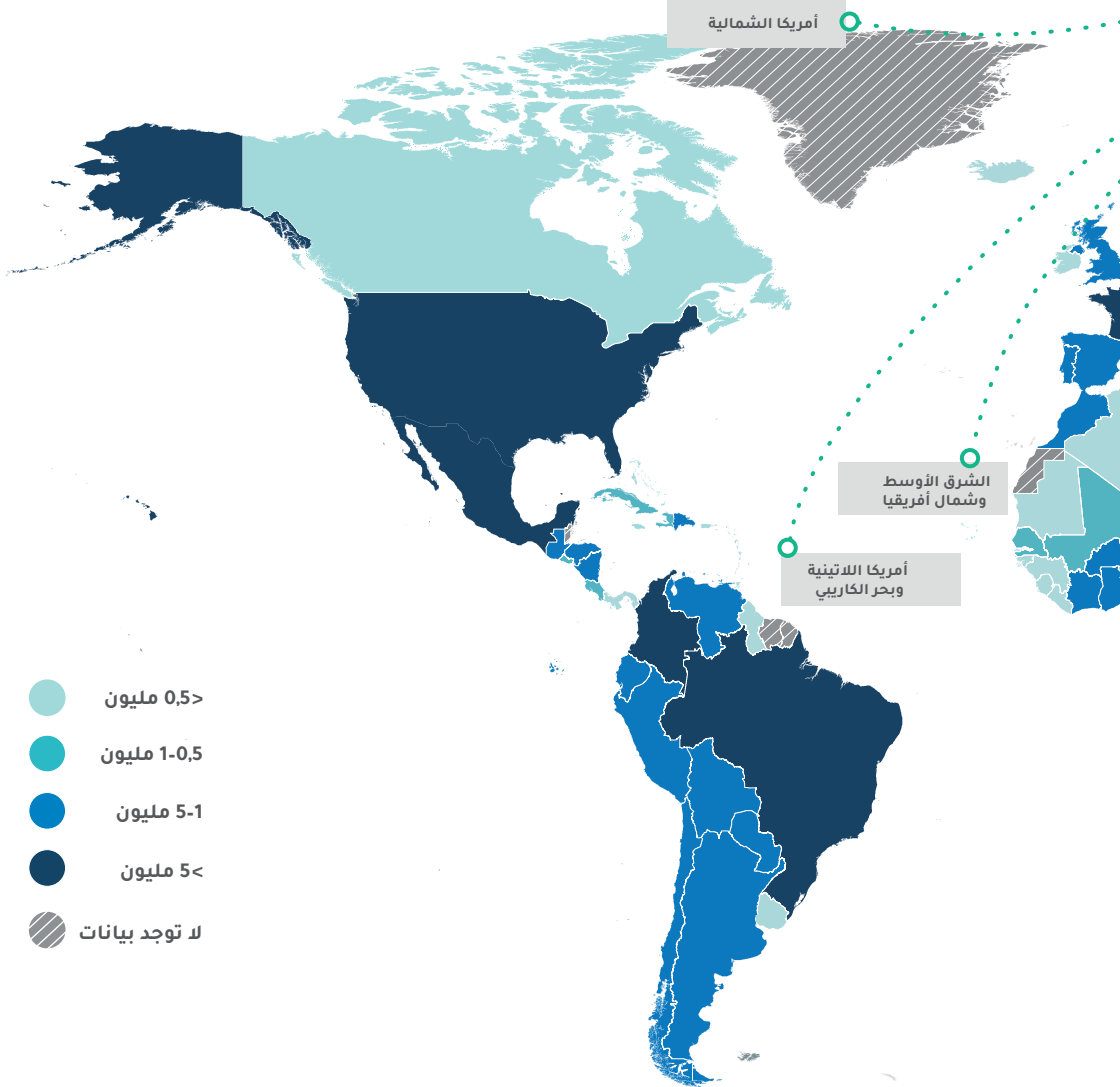 أمريكا الشمالية
الشرق الأوسط
وشمال أفريقيا
أمريكا اللاتينية
وبحر الكاريبي
<0,5 مليون
0,5-1 مليون
1-5 مليون
>5 مليون
لا توجد بيانات